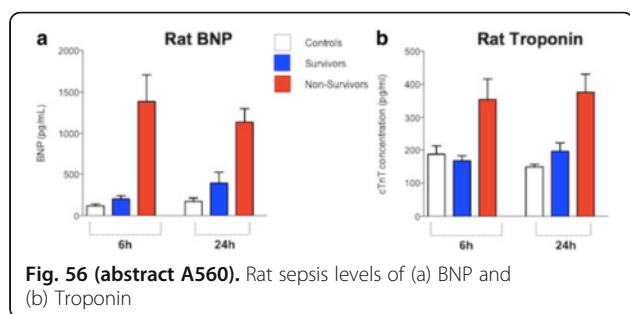 a Rat BNP
2000
1500
1000
500
0
BNP (pg/mL)
6h 24h
Controls
Survivors
Non-Survivors
b Rat Troponin
500
400
300
200
100
0
cTnT concentration (pg/ml)
6h 24h
Fig. 56 (abstract A560). Rat sepsis levels of (a) BNP and
(b) Troponin